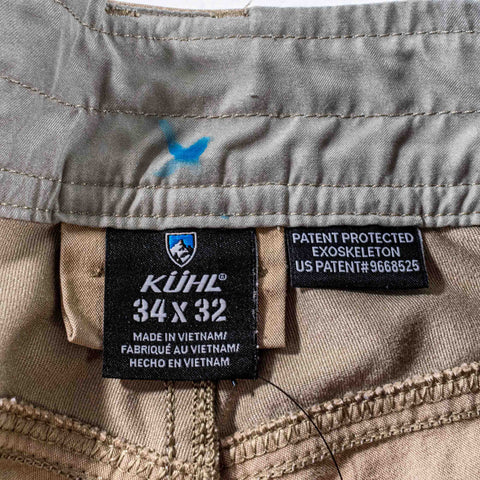 KÜHL®
34 X 32
MADE IN VIETNAM/
FABRIQUÉ AU VIETNAM/
HECHO EN VIETNAM
PATENT PROTECTED
EXOSKELETON
US PATENT#9668525